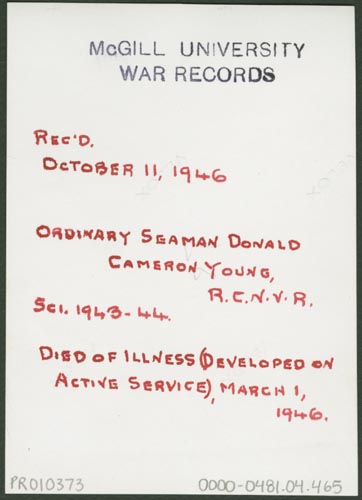 McGILL UNIVERSITY
WAR RECORDS
REC'D.
OCTOBER 11, 1946
ORDINARY SEAMAN DONALD
CAMERON YOUNG,
R.C.N.V.R.
SCI. 1943-44.
DIED OF ILLNESS (DEVELOPED ON
ACTIVE SERVICE), MARCH 1,
1946.
PR010373
0000-0481.04.465